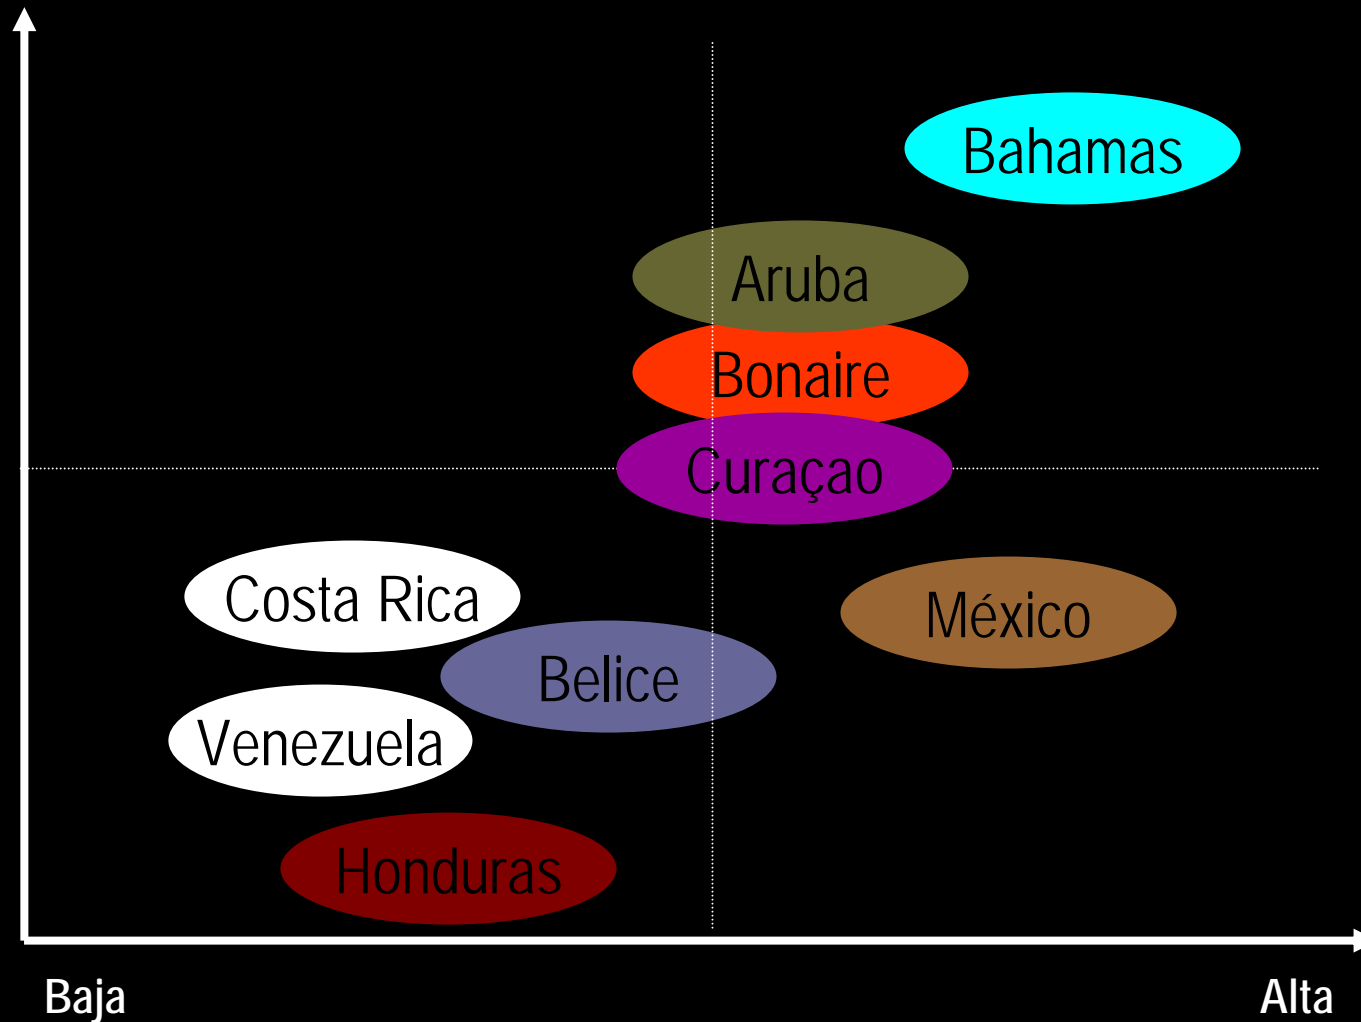 Bahamas
Aruba
Bonaire
Curaçao
Costa Rica
México
Belice
Venezuela
Honduras
Baja
Alta